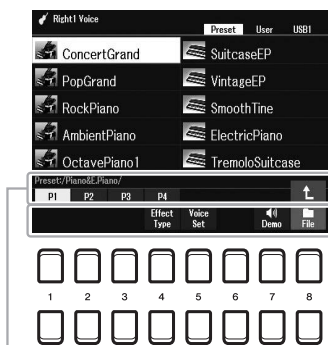 Right1 Voice
Preset User USB1
ConcertGrand SuitcaseEP
PopGrand VintageEP
RockPiano SmoothTine
AmbientPiano ElectricPiano
OctavePiano1 TremoloSuitcase
Preset:/Piano&E.Piano/
P1 P2 P3 P4
Effect Type Voice Set Demo File
1 2 3 4 5 6 7 8